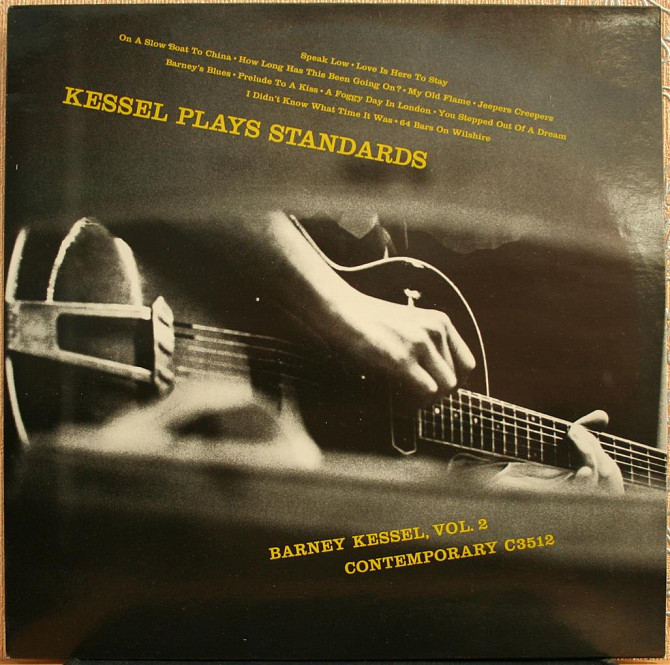 Speak Low • Love Is Here To Stay
On A Slow Boat To China • How Long Has This Been Going On? • My Old Flame • Jeepers Creepers
Barney's Blues • Prelude To A Kiss • A Foggy Day In London • You Stepped Out Of A Dream
I Didn't Know What Time It Was • 64 Bars On Wilshire
KESSEL PLAYS STANDARDS
BARNEY KESSEL, VOL. 2
CONTEMPORARY C3512